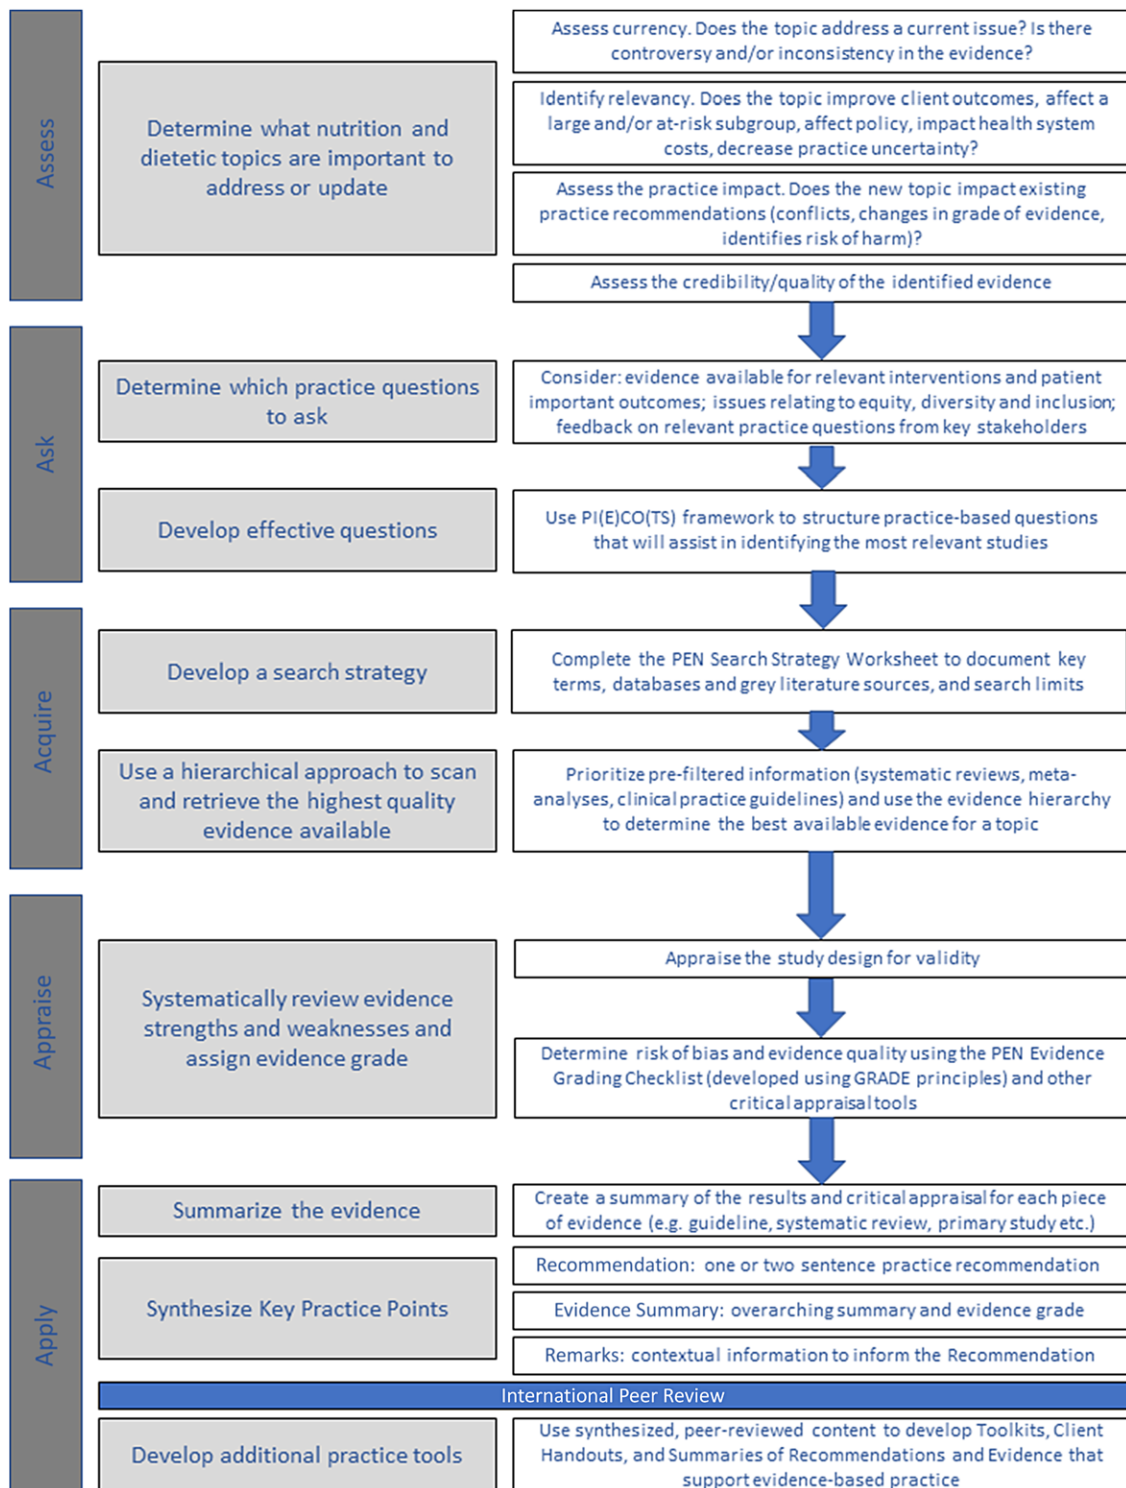 Assess
Determine what nutrition and
dietetic topics are important to
address or update
Assess currency. Does the topic address a current issue? Is there
controversy and/or inconsistency in the evidence?
Identify relevancy. Does the topic improve client outcomes, affect a
large and/or at-risk subgroup, affect policy, impact health system
costs, decrease practice uncertainty?
Assess the practice impact. Does the new topic impact existing
practice recommendations (conflicts, changes in grade of evidence,
identifies risk of harm)?
Assess the credibility/quality of the identified evidence
Ask
Determine which practice questions
to ask
Consider: evidence available for relevant interventions and patient
important outcomes; issues relating to equity, diversity and inclusion;
feedback on relevant practice questions from key stakeholders
Develop effective questions
Use PI(E)CO(TS) framework to structure practice-based questions
that will assist in identifying the most relevant studies
Acquire
Develop a search strategy
Complete the PEN Search Strategy Worksheet to document key
terms, databases and grey literature sources, and search limits
Use a hierarchical approach to scan
and retrieve the highest quality
evidence available
Prioritize pre-filtered information (systematic reviews, meta-
analyses, clinical practice guidelines) and use the evidence hierarchy
to determine the best available evidence for a topic
Appraise
Systematically review evidence
strengths and weaknesses and
assign evidence grade
Appraise the study design for validity
Determine risk of bias and evidence quality using the PEN Evidence
Grading Checklist (developed using GRADE principles) and other
critical appraisal tools
Apply
Summarize the evidence
Create a summary of the results and critical appraisal for each piece
of evidence (e.g. guideline, systematic review, primary study etc.)
Synthesize Key Practice Points
Recommendation: one or two sentence practice recommendation
Evidence Summary: overarching summary and evidence grade
Remarks: contextual information to inform the Recommendation
International Peer Review
Develop additional practice tools
Use synthesized, peer-reviewed content to develop Toolkits, Client
Handouts, and Summaries of Recommendations and Evidence that
support evidence-based practice